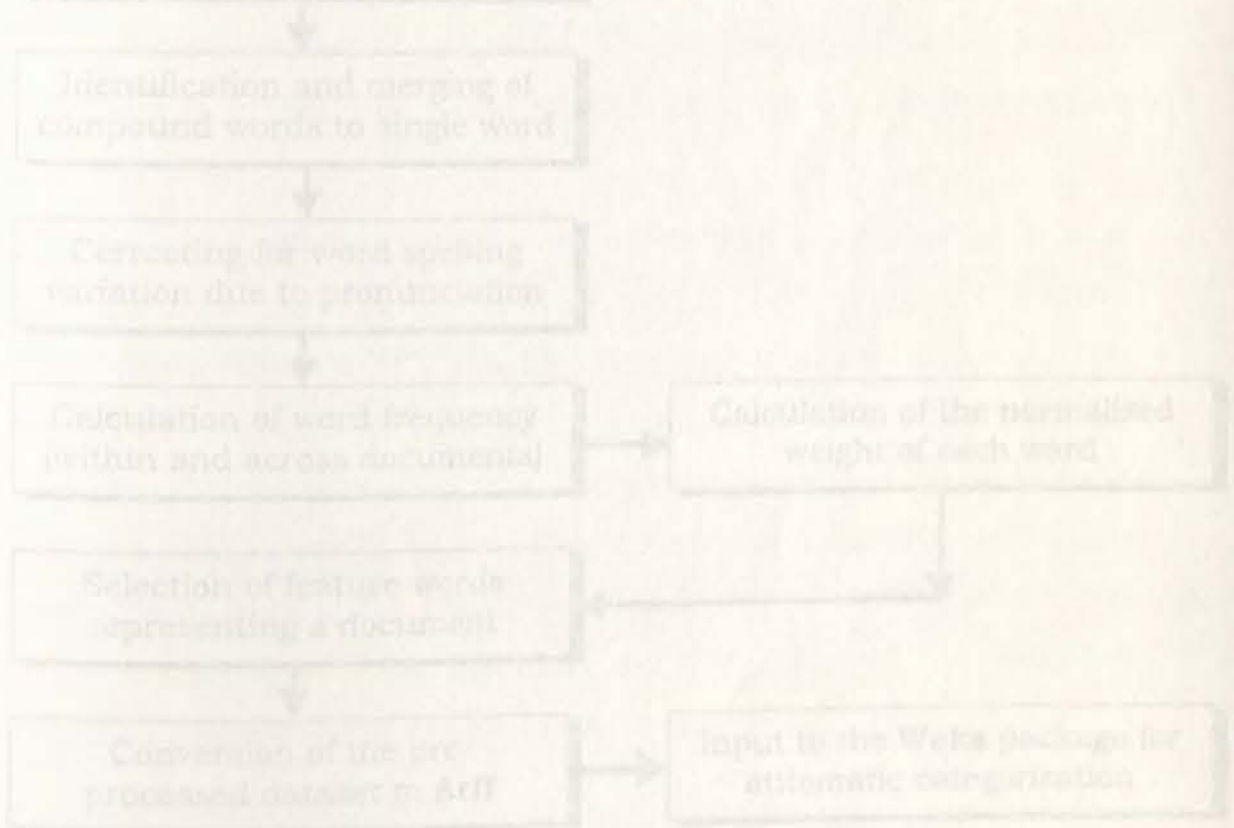 Identification and merging of
compound words to single word
Correcting for word spelling
variation due to pronunciation
Calculation of word frequency
(within and across documental
Calculation of the normalized
weight of each word
Selection of feature words
representing a document
Conversion of the pre
processed dataset to Arff
Input to the Weka package for
automatic categorization